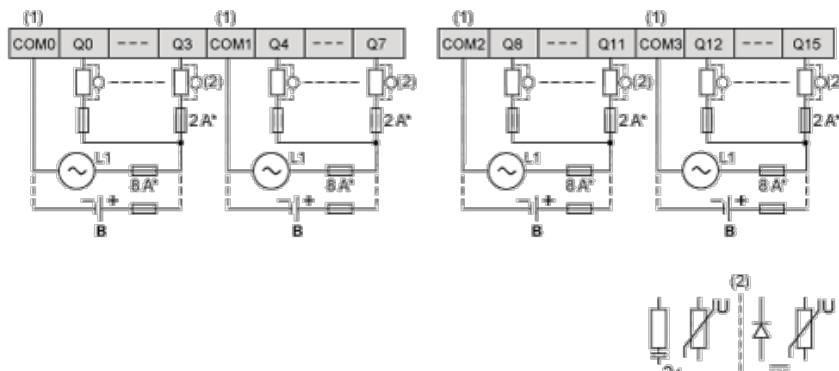 (1) (1) (1) (1)
COM0 Q0 --- Q3 COM1 Q4 --- Q7 COM2 Q8 --- Q11 COM3 Q12 --- Q15
(2) (2) (2) (2
2 A* 2 A* 2 A* 2 A*
L1 L1 L1 L1
8 A* 8 A* 8 A* 8 A*
+ + + +
B B B B
(2)
U U